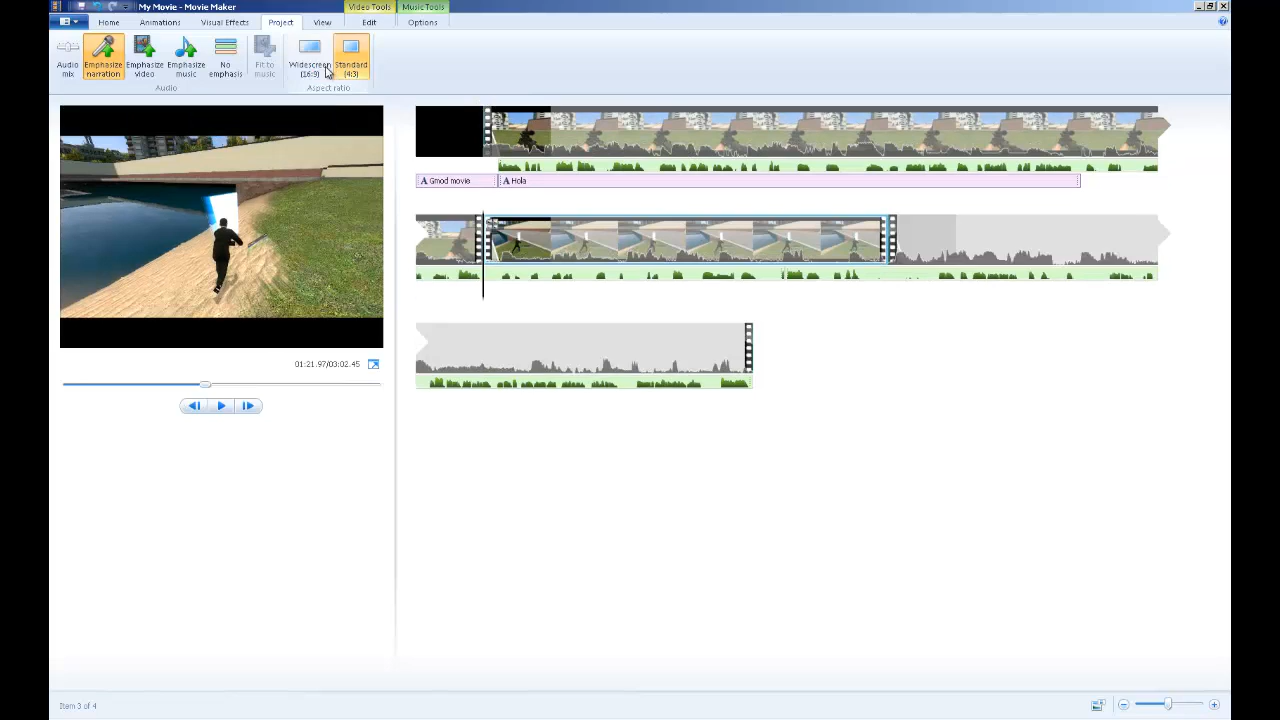 My Movie - Movie Maker
Video Tools
Music Tools
Home
Animations
Visual Effects
Project
View
Edit
Options
Audio mix
Emphasize narration
Emphasize video
Emphasize music
No emphasis
Fit to music
Widescreen (16:9)
Standard (4:3)
Audio
Aspect ratio
A Gmod movie
A Hola
01:21.97/03:02.45
Item 3 of 4